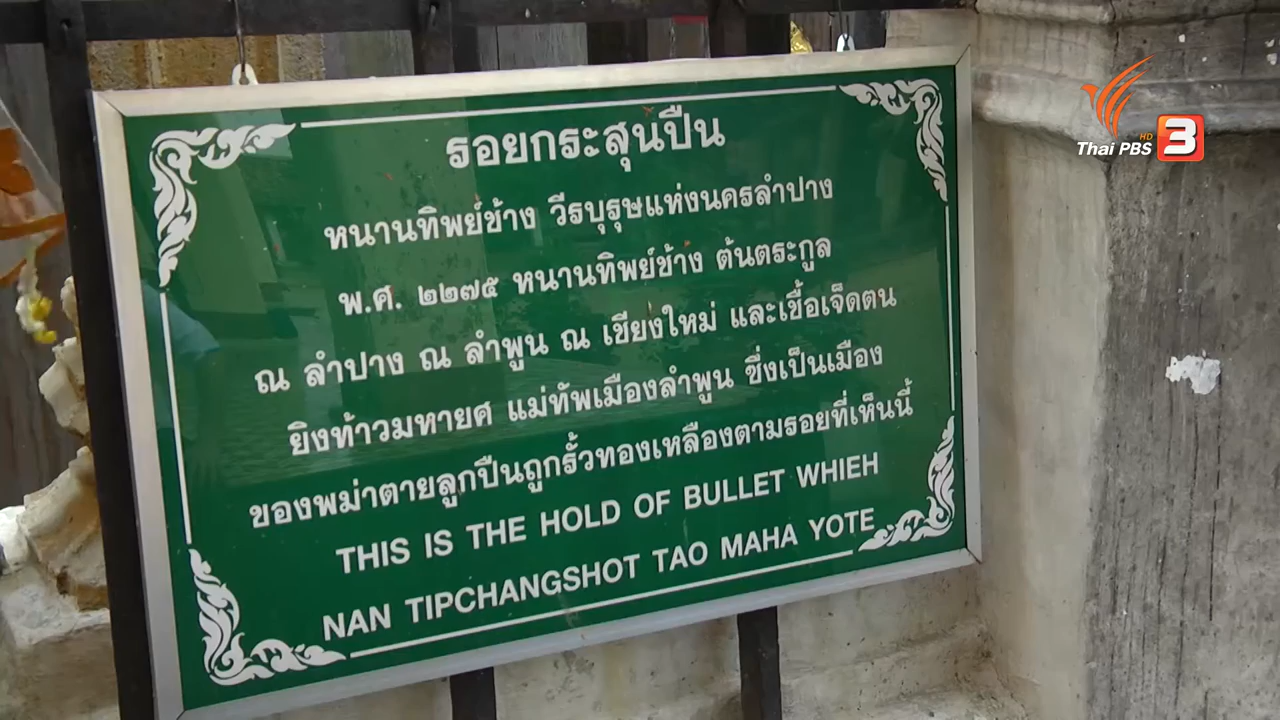 รอยกระสุนปืน
หนานทิพย์ช้าง วีรบุรุษแห่งนครลำปาง
พ.ศ. ๒๒๗๕ หนานทิพย์ช้าง ต้นตระกูล
ณ ลำปาง ณ ลำพูน ณ เชียงใหม่ และเชื้อเจ็ดตน
ยิงท้าวมหายศ แม่ทัพเมืองลำพูน ซึ่งเป็นเมือง
ของพม่าตายลูกปืนถูกรั้วทองเหลืองตามรอยที่เห็นนี้
THIS IS THE HOLD OF BULLET WHIEH
NAN TIPCHANGSHOT TAO MAHA YOTE
HD
Thai PBS 3